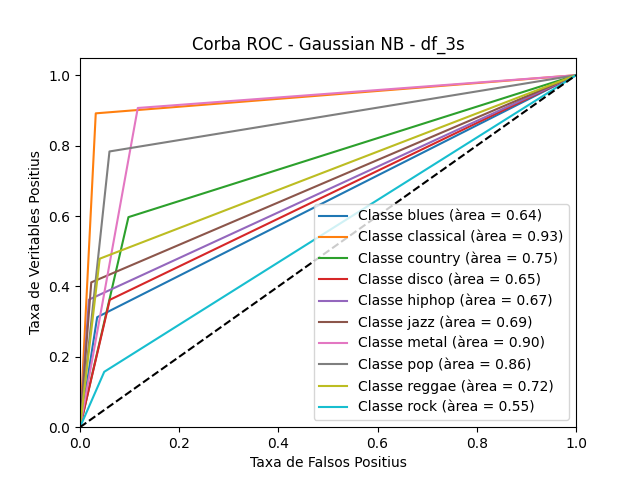 Corba ROC - Gaussian NB - df_3s
Taxa de Veritables Positius
1.0
0.8
0.6
0.4
0.2
0.0
Classe blues (àrea = 0.64)
Classe classical (àrea = 0.93)
Classe country (àrea = 0.75)
Classe disco (àrea = 0.65)
Classe hiphop (àrea = 0.67)
Classe jazz (àrea = 0.69)
Classe metal (àrea = 0.90)
Classe pop (àrea = 0.86)
Classe reggae (àrea = 0.72)
Classe rock (àrea = 0.55)
0.0 0.2 0.4 0.6 0.8 1.0
Taxa de Falsos Positius